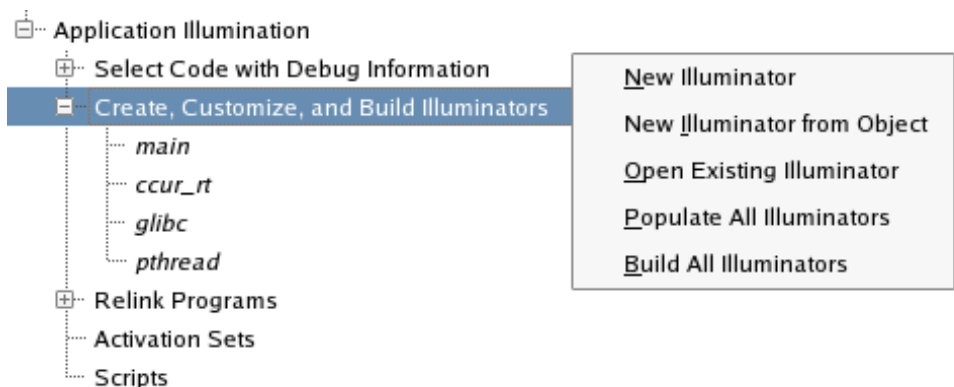 Application Illumination
Select Code with Debug Information
Create, Customize, and Build Illuminators
main
ccur_rt
glibc
pthread
Relink Programs
Activation Sets
Scripts
New Illuminator
New Illuminator from Object
Open Existing Illuminator
Populate All Illuminators
Build All Illuminators